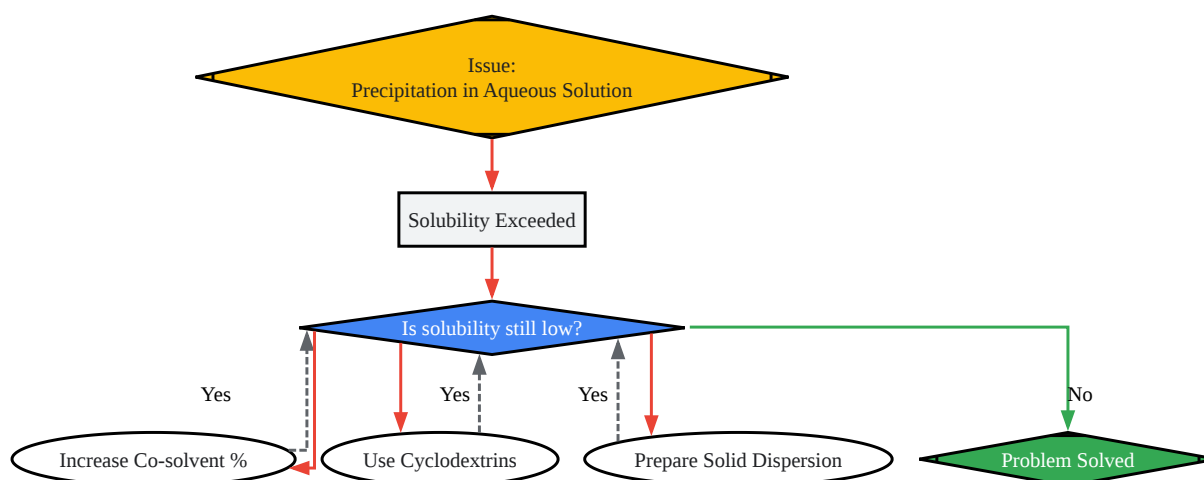 Issue:
Precipitation in Aqueous Solution
Solubility Exceeded
Is solubility still low?
Yes
Yes
Yes
No
Increase Co-solvent %
Use Cyclodextrins
Prepare Solid Dispersion
Problem Solved